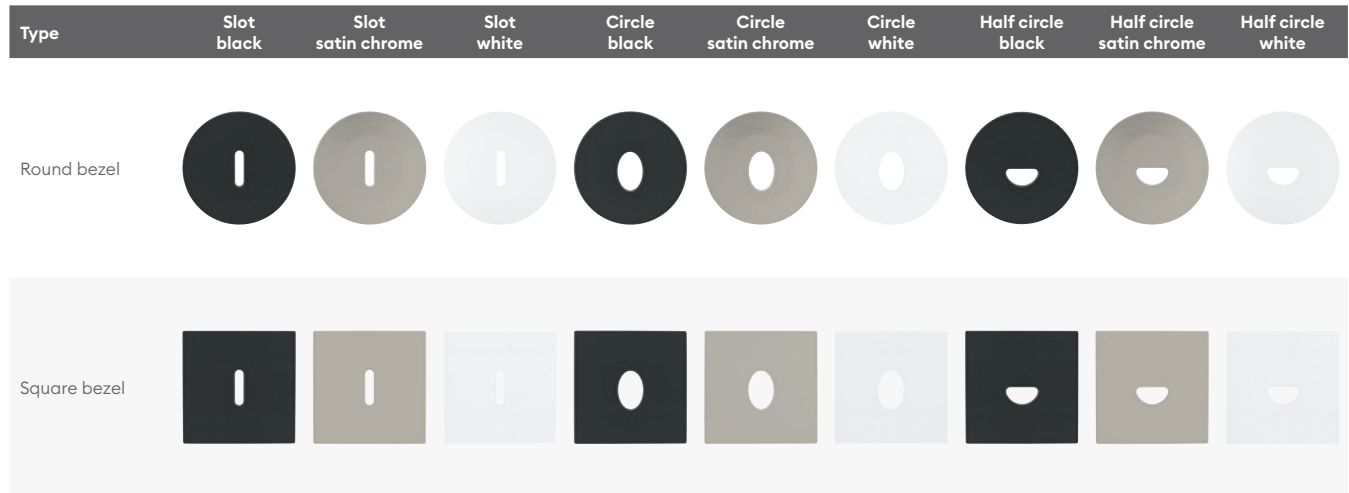 Type
Slot
black
Slot
satin chrome
Slot
white
Circle
black
Circle
satin chrome
Circle
white
Half circle
black
Half circle
satin chrome
Half circle
white
Round bezel
Square bezel